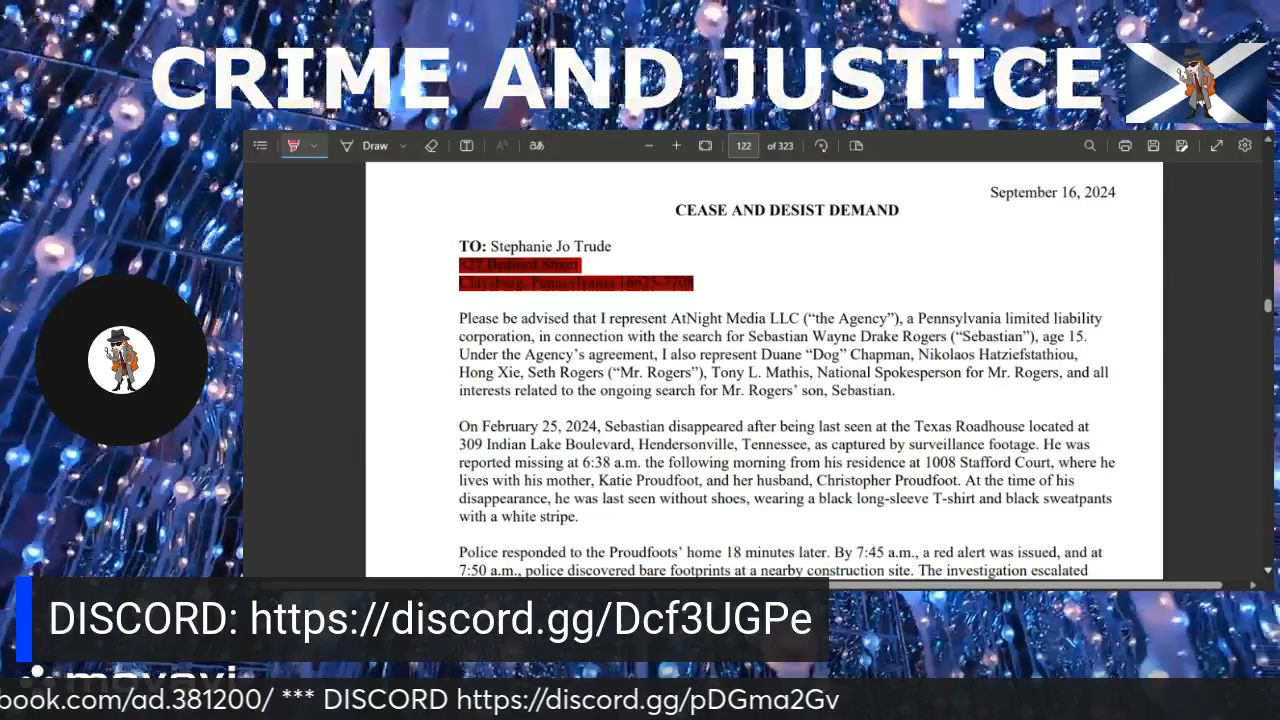 CRIME AND JUSTICE
Draw
122 of 323
September 16, 2024
CEASE AND DESIST DEMAND
TO: Stephanie Jo Trude
Please be advised that I represent AtNight Media LLC (“the Agency”), a Pennsylvania limited liability
corporation, in connection with the search for Sebastian Wayne Drake Rogers (“Sebastian”), age 15.
Under the Agency’s agreement, I also represent Duane “Dog” Chapman, Nikolaos Hatziefstathiou,
Hong Xie, Seth Rogers (“Mr. Rogers”), Tony L. Mathis, National Spokesperson for Mr. Rogers, and all
interests related to the ongoing search for Mr. Rogers’ son, Sebastian.
On February 25, 2024, Sebastian disappeared after being last seen at the Texas Roadhouse located at
309 Indian Lake Boulevard, Hendersonville, Tennessee, as captured by surveillance footage. He was
reported missing at 6:38 a.m. the following morning from his residence at 1008 Stafford Court, where he
lives with his mother, Katie Proudfoot, and her husband, Christopher Proudfoot. At the time of his
disappearance, he was last seen without shoes, wearing a black long-sleeve T-shirt and black sweatpants
with a white stripe.
Police responded to the Proudfoots’ home 18 minutes later. By 7:45 a.m., a red alert was issued, and at
7:50 a.m., police discovered bare footprints at a nearby construction site. The investigation escalated
DISCORD: https://discord.gg/Dcf3UGPe
book.com/ad.381200/ *** DISCORD https://discord.gg/pDGma2Gv